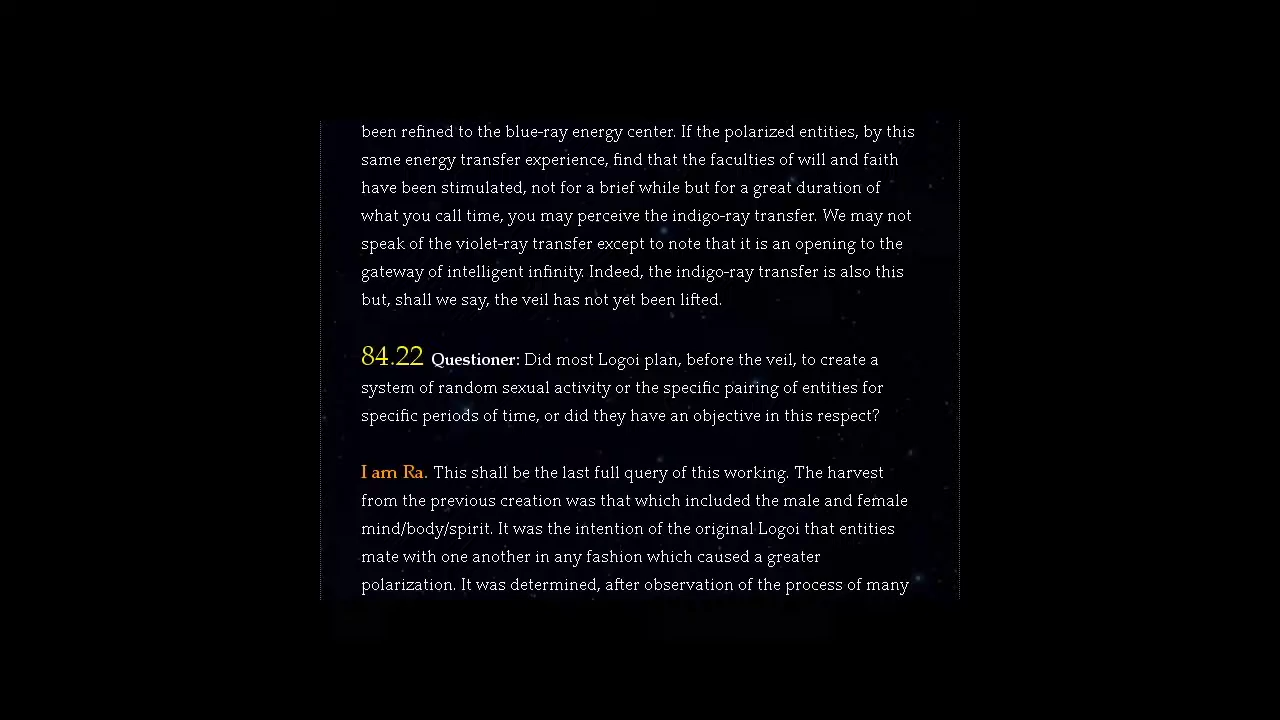 been refined to the blue-ray energy center. If the polarized entities, by this
same energy transfer experience, find that the faculties of will and faith
have been stimulated, not for a brief while but for a great duration of
what you call time, you may perceive the indigo-ray transfer. We may not
speak of the violet-ray transfer except to note that it is an opening to the
gateway of intelligent infinity. Indeed, the indigo-ray transfer is also this
but, shall we say, the veil has not yet been lifted.
84.22 Questioner: Did most Logoi plan, before the veil, to create a
system of random sexual activity or the specific pairing of entities for
specific periods of time, or did they have an objective in this respect?
I am Ra. This shall be the last full query of this working. The harvest
from the previous creation was that which included the male and female
mind/body/spirit. It was the intention of the original Logoi that entities
mate with one another in any fashion which caused a greater
polarization. It was determined, after observation of the process of many